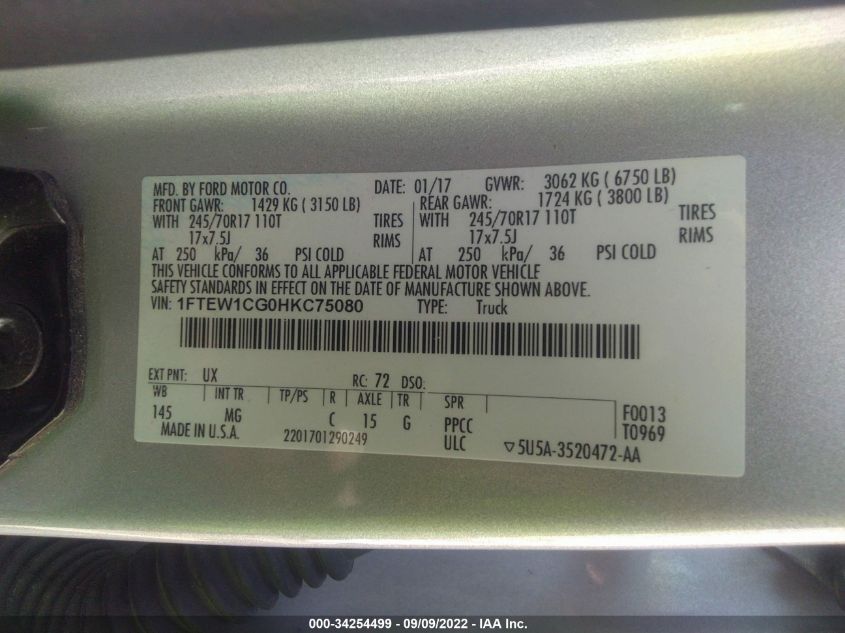 MFD. BY FORD MOTOR CO. DATE: 01/17 GVWR: 3062 KG ( 6750 LB)
FRONT GAWR: 1429 KG ( 3150 LB) REAR GAWR: 1724 KG ( 3800 LB)
WITH 245/70R17 110T TIRES WITH 245/70R17 110T TIRES
17x7.5J RIMS 17x7.5J RIMS
AT 250 kPa/ 36 PSI COLD AT 250 kPa/ 36 PSI COLD
THIS VEHICLE CONFORMS TO ALL APPLICABLE FEDERAL MOTOR VEHICLE
SAFETY STANDARDS IN EFFECT ON THE DATE OF MANUFACTURE SHOWN ABOVE.
VIN: 1FTEW1CG0HKC75080 TYPE: Truck
EXT PNT: UX RC: 72 DSO:
WB INT TR TP/PS R AXLE TR SPR
145 MG C 15 G PPCC F0013
MADE IN U.S.A. 2201701290249 ULC T0969
▽5U5A-3520472-AA
000-34254499 - 09/09/2022 - IAA Inc.